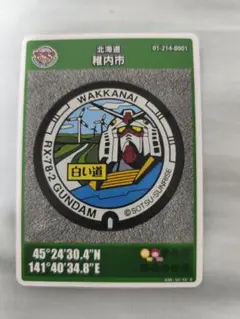 北海道
稚内市
01-214-B001
WAKKANAI
白い道
RX-78-2 GUNDAM
©SOTSU・SUNRISE
45°24'30.4"N
141°40'34.8"E